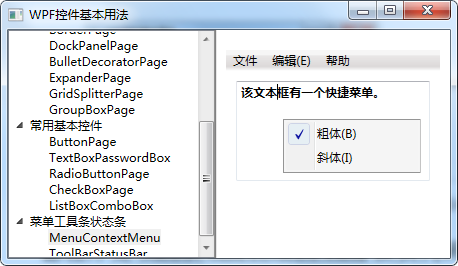 WPF控件基本用法
BorderPage
DockPanelPage
BulletDecoratorPage
ExpanderPage
GridSplitterPage
GroupBoxPage
常用基本控件
ButtonPage
TextBoxPasswordBox
RadioButtonPage
CheckBoxPage
ListBoxComboBox
菜单工具条状态条
MenuContextMenu
ToolBarStatusBar
文件 编辑(E) 帮助
该文本框有一个快捷菜单。
粗体(B)
斜体(I)